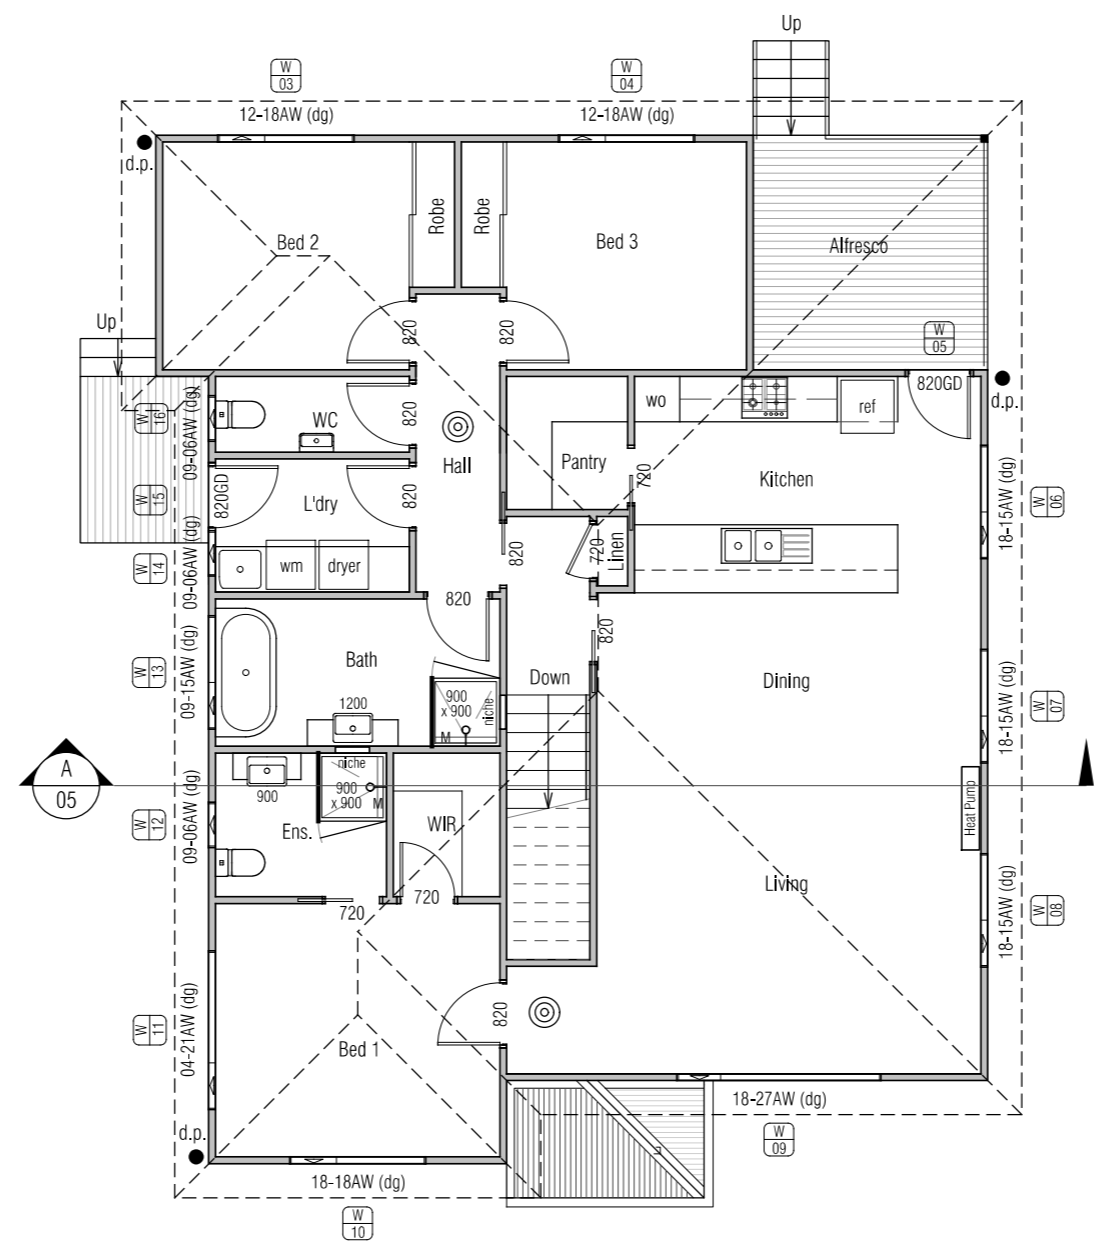 Up
W
03
W
04
12-18AW (dg)
12-18AW (dg)
d.p.
Robe
Robe
Bed 2
Bed 3
Alfresco
Up
820
820
W
05
820GD
d.p.
W
16
09-06AW (dg)
WC
820
wo
ref
Hall
Pantry
720
Kitchen
18-15AW (dg)
W
06
W
15
820GD
L'dry
820
W
14
09-06AW (dg)
wm
dryer
820
720
Linen
820
820
W
13
09-15AW (dg)
Bath
Down
Dining
18-15AW (dg)
W
07
1200
900
x 900
niche
M
A
05
niche
900
900
x 900
M
Heat Pump
W
12
09-06AW (dg)
Ens.
WIR
720
720
Living
18-15AW (dg)
W
08
W
11
04-21AW (dg)
820
Bed 1
d.p.
18-27AW (dg)
W
09
18-18AW (dg)
W
10